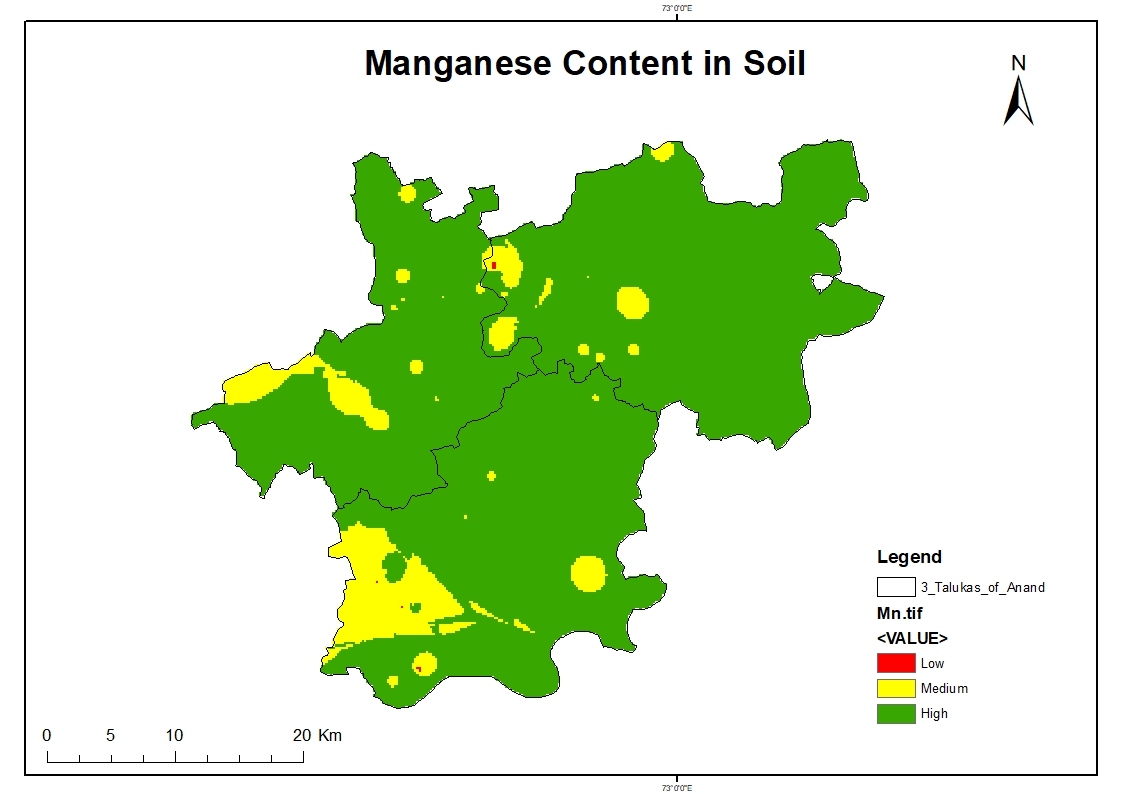 73°0'0"E
Manganese Content in Soil
N
Legend
3_Talukas_of_Anand
Mn.tif
<VALUE>
Low
Medium
High
0 5 10 20 Km
73°0'0"E